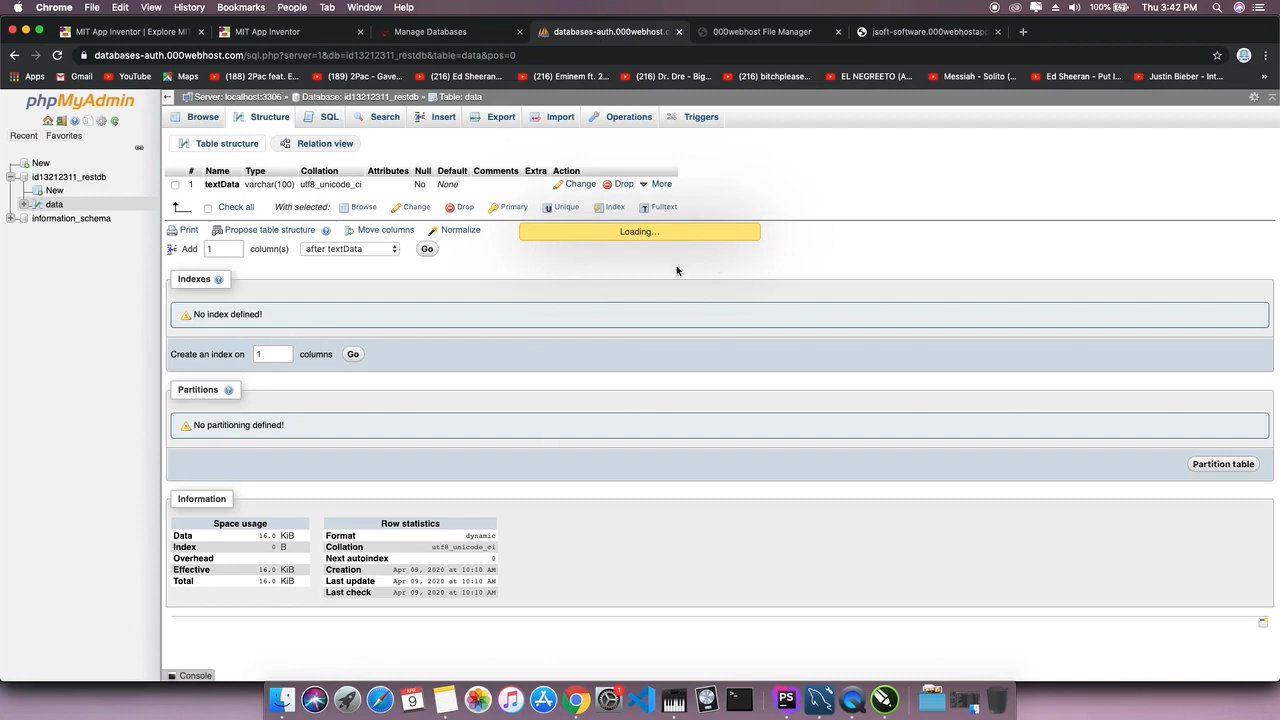 Chrome File Edit View History Bookmarks People Tab Window Help 100% Thu 3:42 PM
MIT App Inventor | Explore MIT MIT App Inventor Manage Databases databases-auth.000webhost.c 000webhost File Manager jsoft-software.000webhostapp
databases-auth.000webhost.com/sql.php?server=1&db=id13212311_restdb&table=data&pos=0
Apps Gmail YouTube Maps (188) 2Pac feat. E... (189) 2Pac - Gave... (216) Ed Sheeran... (216) Eminem ft. 2... (216) Dr. Dre - Big... (216) bitchplease... EL NEGREETO (A... Messiah - Solito (... Ed Sheeran - Put I... Justin Bieber - Int...
phpMyAdmin
Recent Favorites
New
id13212311_restdb
New
data
information_schema
Server: localhost:3306 » Database: id13212311_restdb » Table: data
Browse Structure SQL Search Insert Export Import Operations Triggers
Table structure Relation view
# Name Type Collation Attributes Null Default Comments Extra Action
1 textData varchar(100) utf8_unicode_ci No None Change Drop More
Check all With selected: Browse Change Drop Primary Unique Index Fulltext
Print Propose table structure Move columns Normalize
Loading...
Add 1 column(s) after textData Go
Indexes
No index defined!
Create an index on 1 columns Go
Partitions
No partitioning defined!
Partition table
Information
Space usage
Data 16.0 KiB
Index 0 B
Overhead
Effective 16.0 KiB
Total 16.0 KiB
Row statistics
Format dynamic
Collation utf8_unicode_ci
Next autoindex 0
Creation Apr 09, 2020 at 10:10 AM
Last update Apr 09, 2020 at 10:10 AM
Last check Apr 09, 2020 at 10:10 AM
Console
APR
9
1
PS